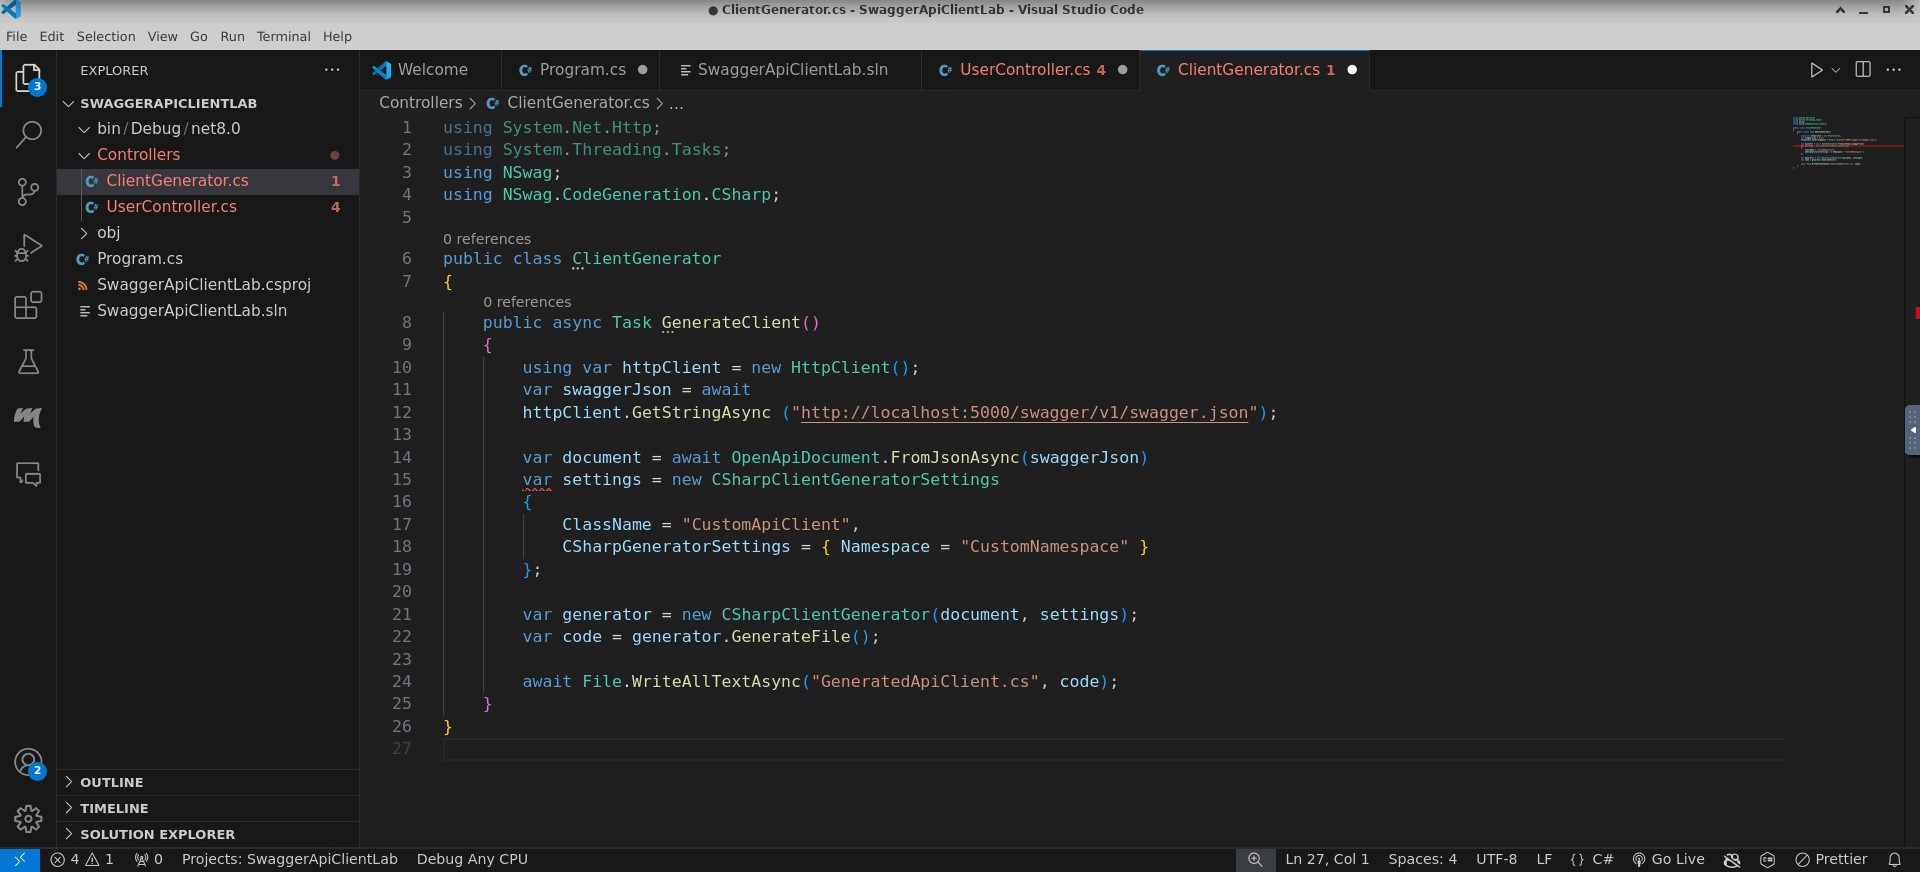 ClientGenerator.cs - SwaggerApiClientLab - Visual Studio Code
File Edit Selection View Go Run Terminal Help
EXPLORER
3
SWAGGERAPICLIENTLAB
bin/Debug/net8.0
Controllers
ClientGenerator.cs 1
UserController.cs 4
obj
Program.cs
SwaggerApiClientLab.csproj
SwaggerApiClientLab.sln
2
OUTLINE
TIMELINE
SOLUTION EXPLORER
Welcome Program.cs SwaggerApiClientLab.sln UserController.cs 4 ClientGenerator.cs 1
Controllers > ClientGenerator.cs > ...
1 using System.Net.Http;
2 using System.Threading.Tasks;
3 using NSwag;
4 using NSwag.CodeGeneration.CSharp;
5
0 references
6 public class ClientGenerator
7 {
0 references
8 public async Task GenerateClient()
9 {
10 using var httpClient = new HttpClient();
11 var swaggerJson = await
12 httpClient.GetStringAsync ("http://localhost:5000/swagger/v1/swagger.json");
13
14 var document = await OpenApiDocument.FromJsonAsync(swaggerJson)
15 var settings = new CSharpClientGeneratorSettings
16 {
17 ClassName = "CustomApiClient",
18 CSharpGeneratorSettings = { Namespace = "CustomNamespace" }
19 };
20
21 var generator = new CSharpClientGenerator(document, settings);
22 var code = generator.GenerateFile();
23
24 await File.WriteAllTextAsync("GeneratedApiClient.cs", code);
25 }
26 }
27
4 1 0 Projects: SwaggerApiClientLab Debug Any CPU Ln 27, Col 1 Spaces: 4 UTF-8 LF {} C# Go Live Prettier